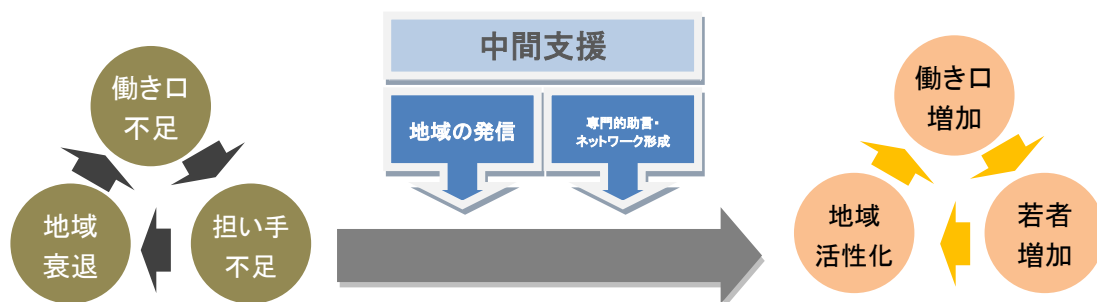 働き口
不足
地域
衰退
担い手
不足
中間支援
地域の発信
専門的助言・
ネットワーク形成
働き口
増加
地域
活性化
若者
増加